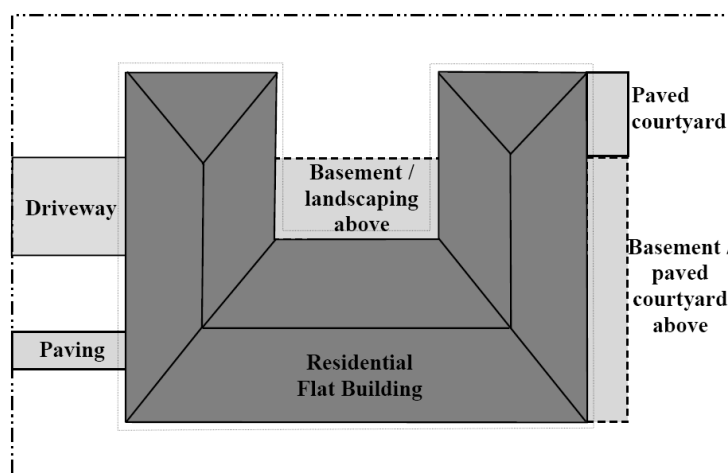 Paved
courtyard
Basement /
landscaping
above
Driveway
Basement /
paved
courtyard
above
Paving
Residential
Flat Building